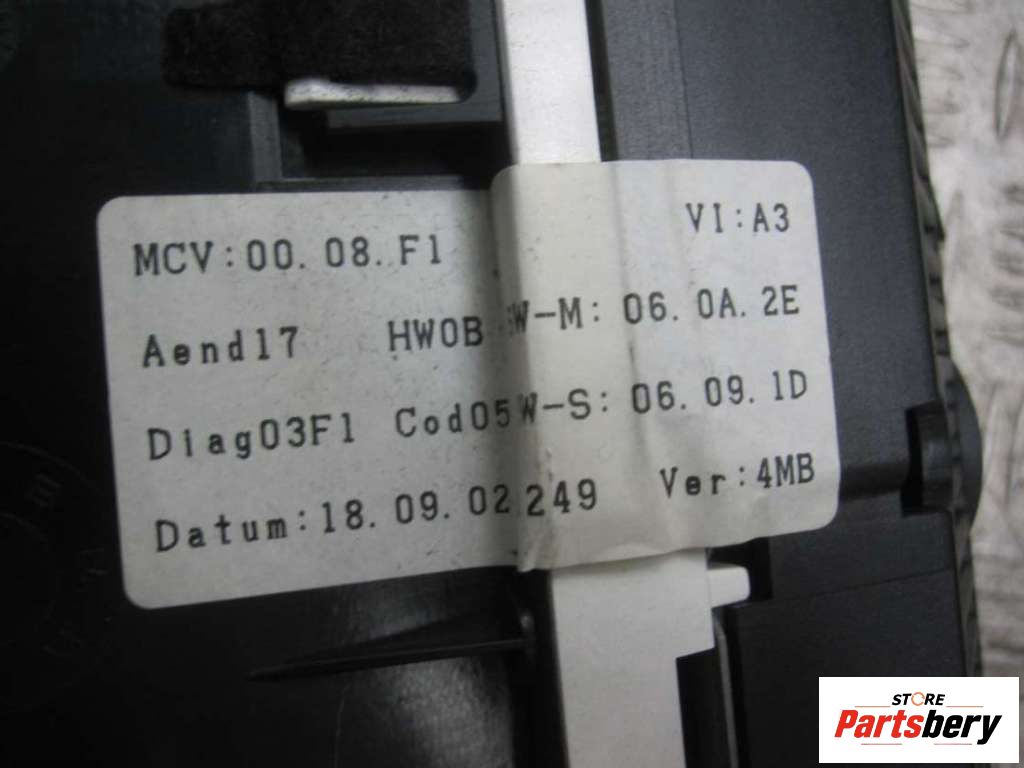 MCV:00. 08. F1 VI:A3
Aend17 HW0B W-M: 06. 0A. 2E
Diag03F1 Cod05 W-S: 06. 09. 1D
Datum:18. 09. 02 249 Ver:4MB
STORE
Partsbery